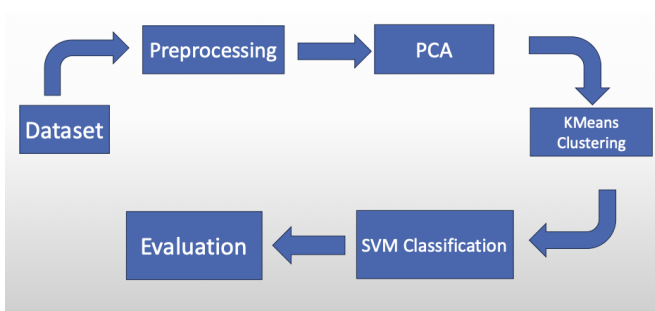 Dataset
Preprocessing
PCA
KMeans
Clustering
SVM Classification
Evaluation